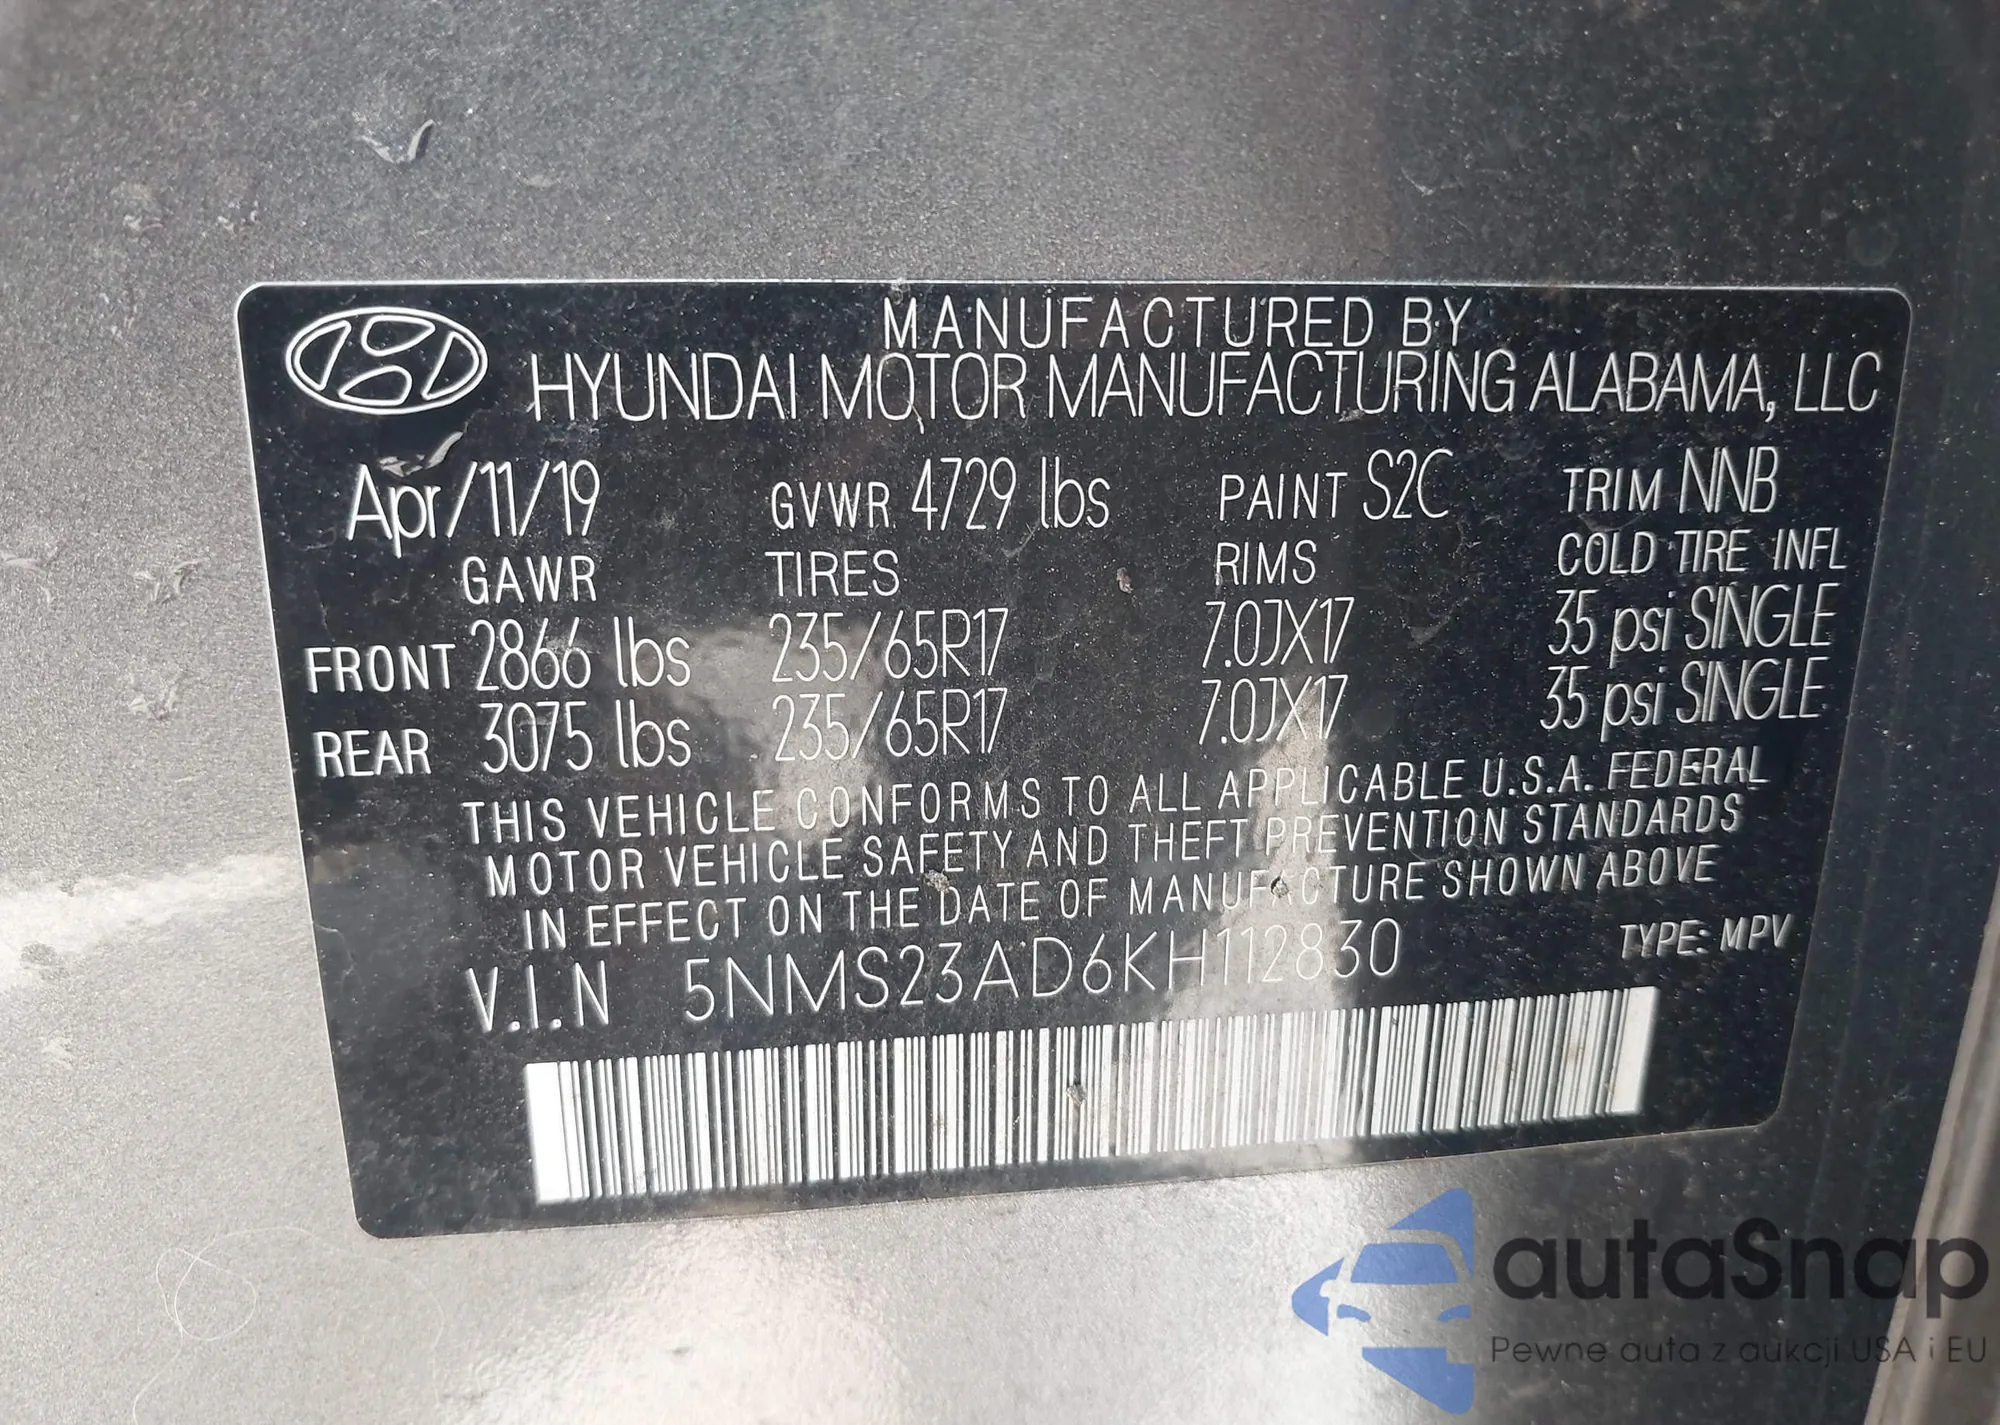 MANUFACTURED BY
HYUNDAI MOTOR MANUFACTURING ALABAMA, LLC
Apr/11/19 GVWR 4729 lbs PAINT S2C TRIM NNB
GAWR TIRES RIMS COLD TIRE INFL
FRONT 2866 lbs 235/65R17 7.0JX17 35 psi SINGLE
REAR 3075 lbs 235/65R17 7.0JX17 35 psi SINGLE
THIS VEHICLE CONFORMS TO ALL APPLICABLE U.S.A. FEDERAL
MOTOR VEHICLE SAFETY AND THEFT PREVENTION STANDARDS
IN EFFECT ON THE DATE OF MANUFACTURE SHOWN ABOVE
V.I.N 5NMS23AD6KH112830 TYPE: MPV
autaSnap
Pewne auta z aukcji USA i EU